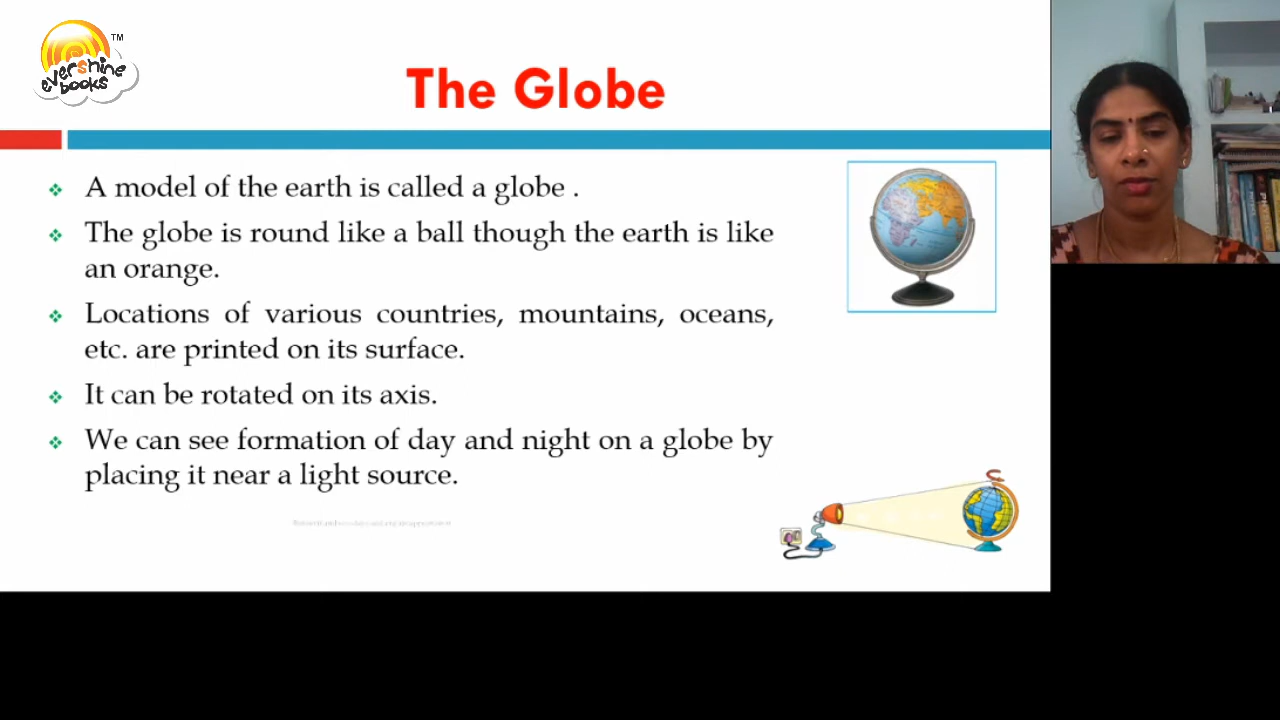 evershine
books
TM
The Globe
A model of the earth is called a globe .
The globe is round like a ball though the earth is like
an orange.
Locations of various countries, mountains, oceans,
etc. are printed on its surface.
It can be rotated on its axis.
We can see formation of day and night on a globe by
placing it near a light source.